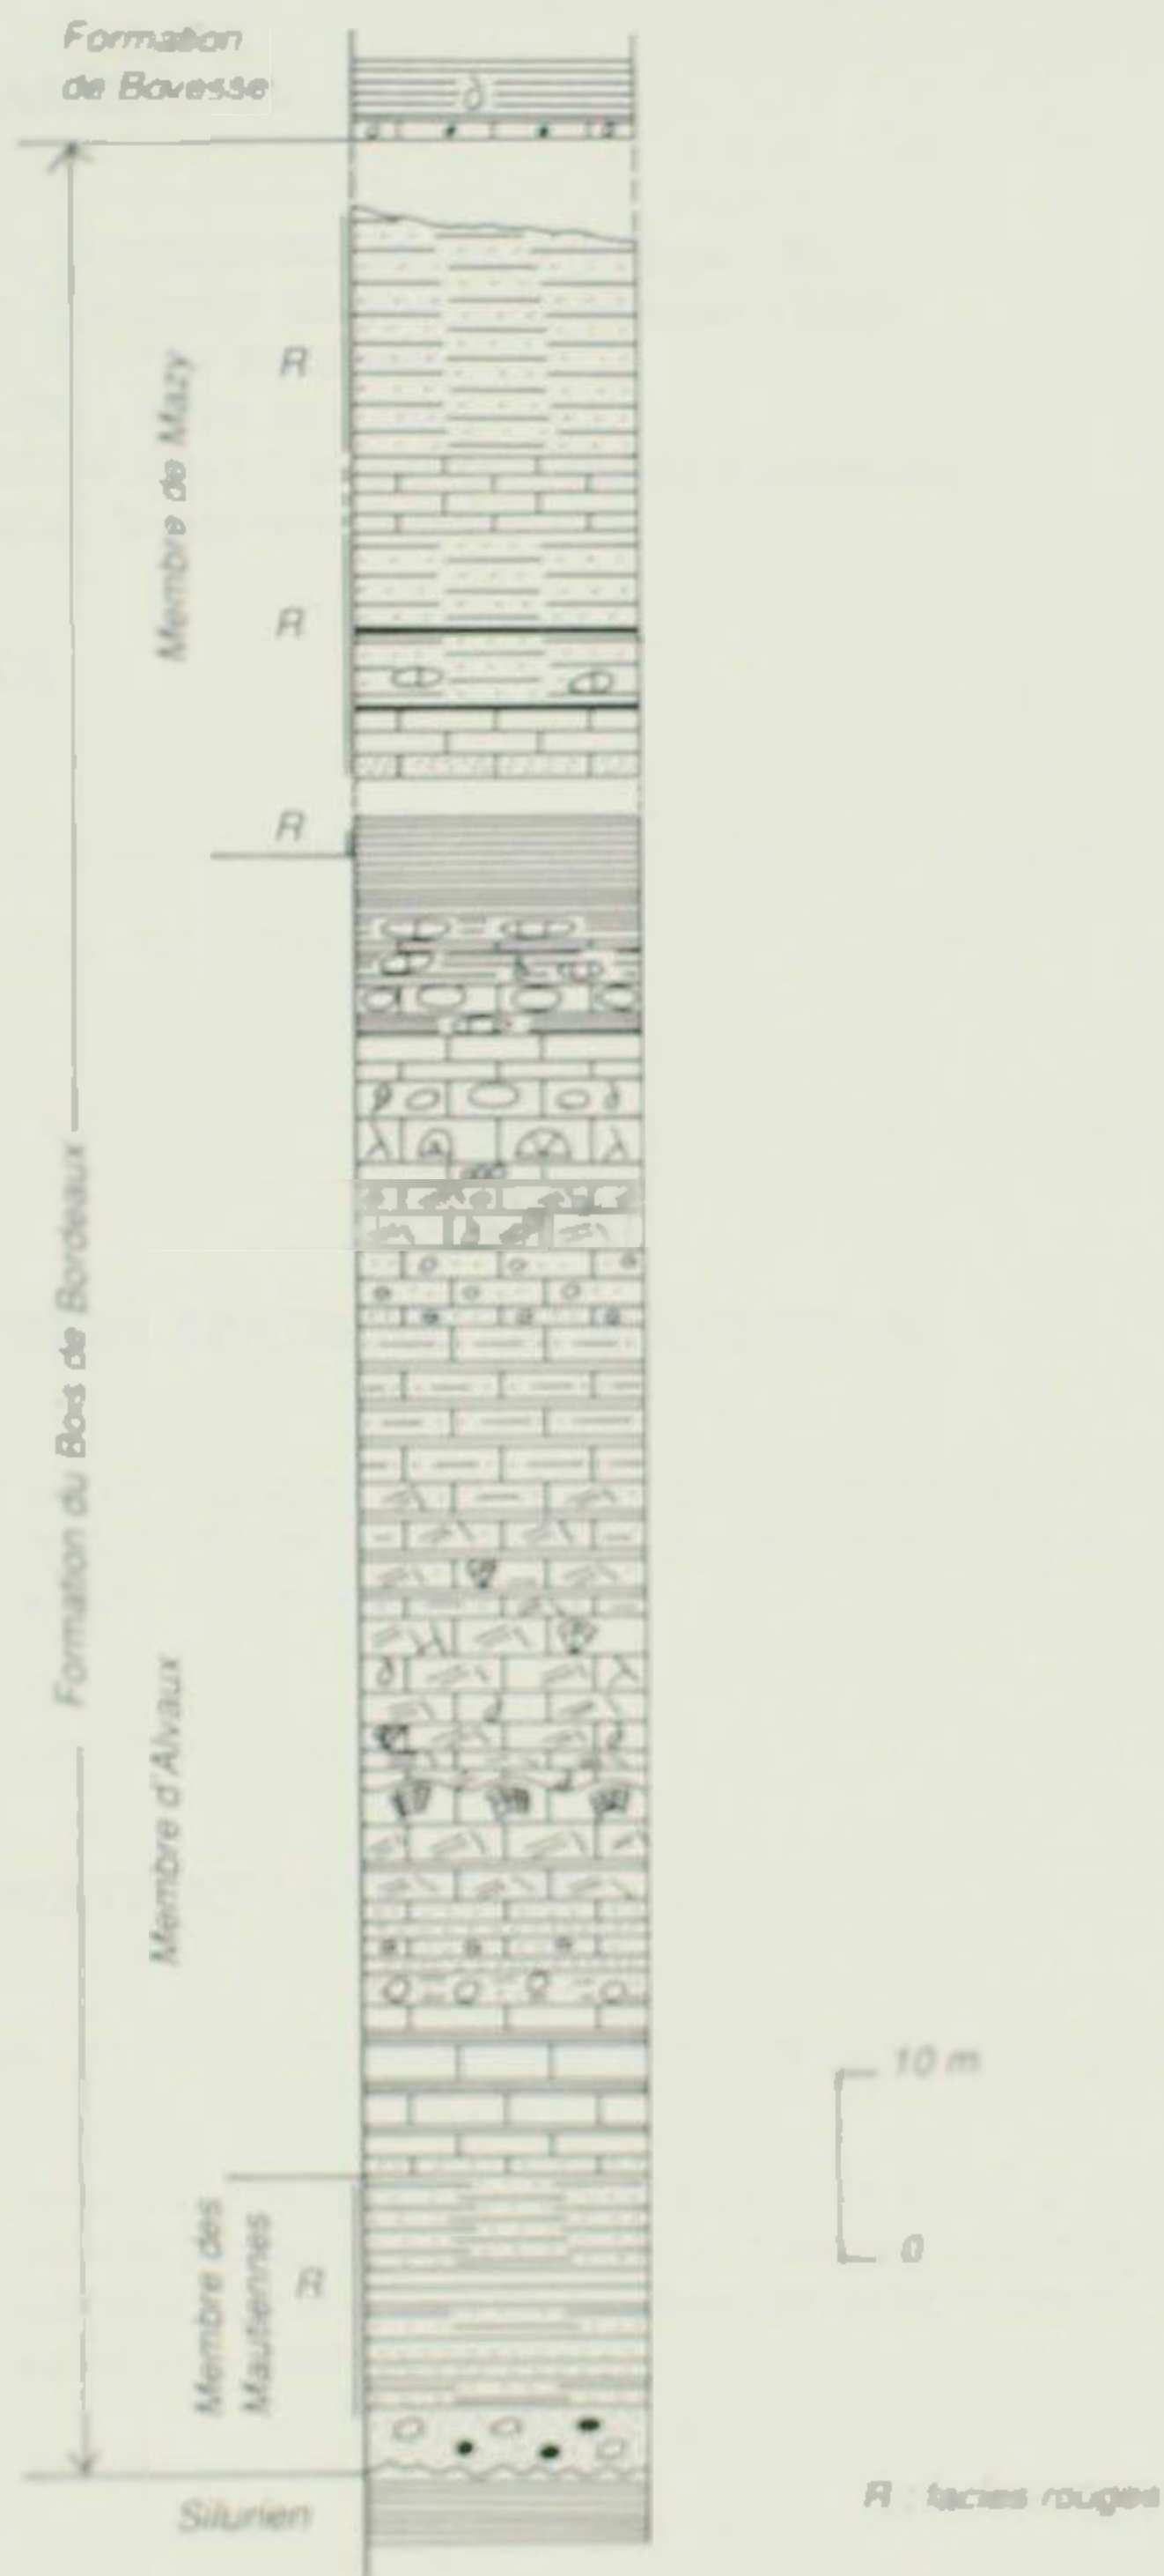 Formation
de Bovesse
Membre de Mazy
R
R
R
Formation du Bois de Bordeaux
Membre d'Alvaux
10 m
0
Membre des
Mautiennes
R
Silurien
R : facies rouges